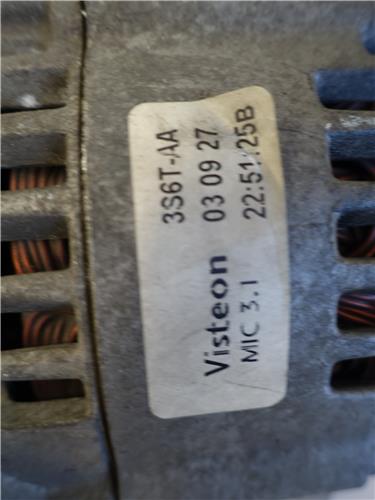 3S6T-AA
03 09 27
22:51:25B
Visteon
MIC 3.1